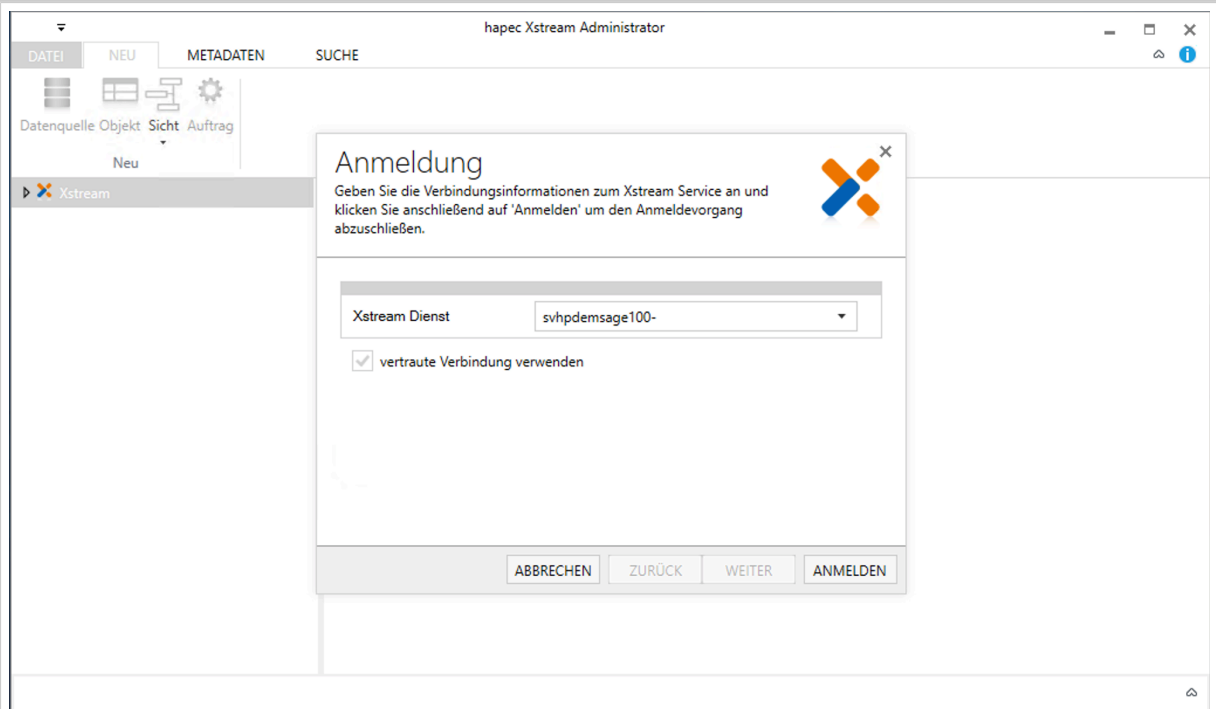 hapec Xstream Administrator
DATEI NEU METADATEN SUCHE
Datenquelle Objekt Sicht Auftrag
Neu
Xstream
Anmeldung
Geben Sie die Verbindungsinformationen zum Xstream Service an und
klicken Sie anschließend auf 'Anmelden' um den Anmeldevorgang
abzuschließen.
Xstream Dienst svhpdemsage100-
vertraute Verbindung verwenden
ABBRECHEN ZURÜCK WEITER ANMELDEN